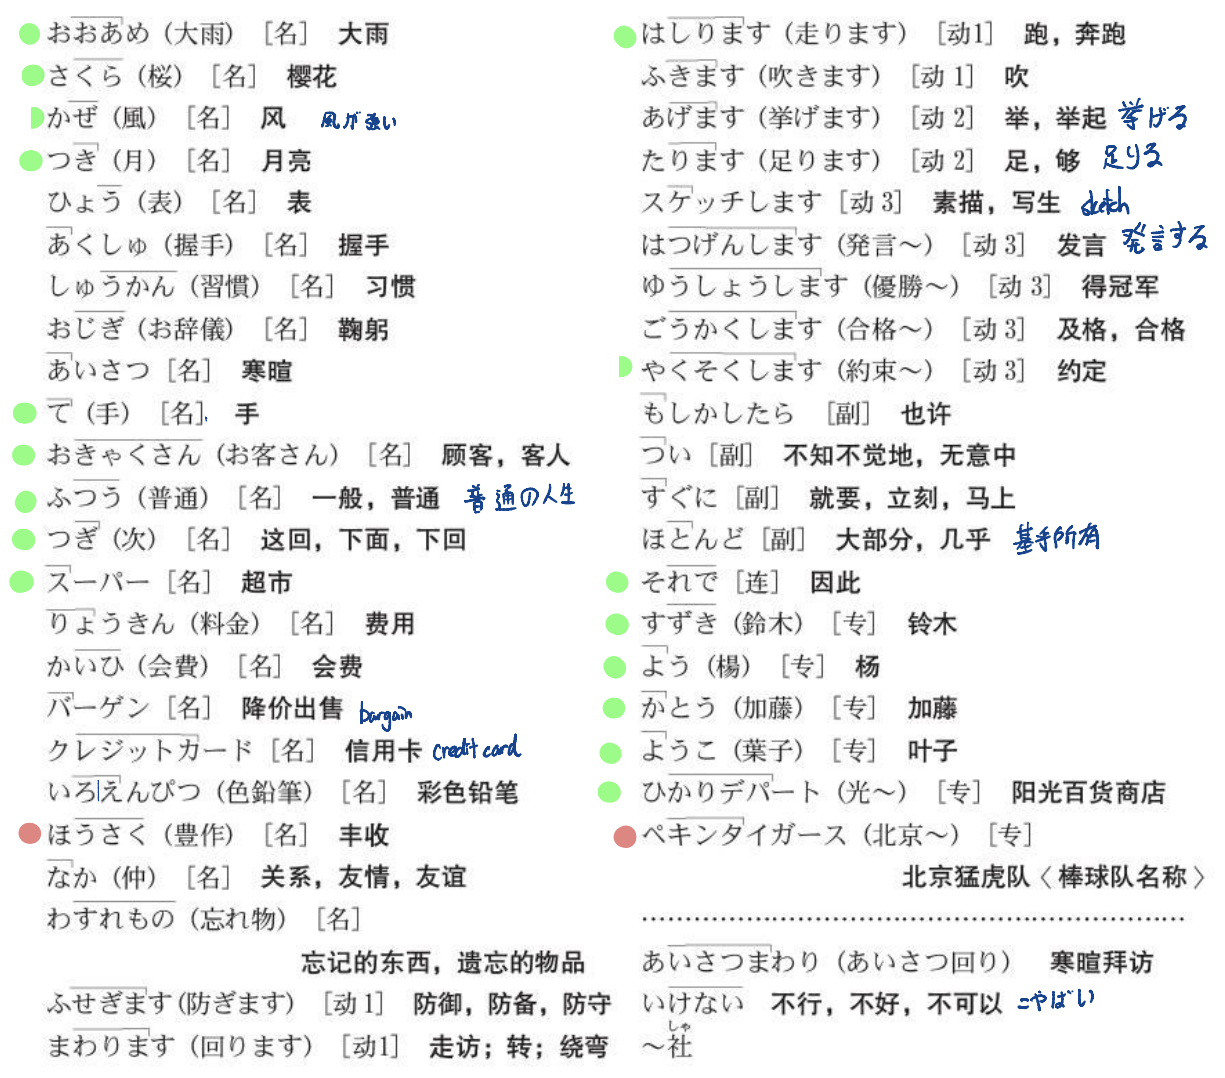 おおあめ（大雨）［名］ 大雨
さくら（桜）［名］ 樱花
かぜ（風）［名］ 风 風が強い
つき（月）［名］ 月亮
ひょう（表）［名］ 表
あくしゅ（握手）［名］ 握手
しゅうかん（習慣）［名］ 习惯
おじぎ（お辞儀）［名］ 鞠躬
あいさつ［名］ 寒暄
て（手）［名］ 手
おきゃくさん（お客さん）［名］ 顾客，客人
ふつう（普通）［名］ 一般，普通 普通の人生
つぎ（次）［名］ 这回，下面，下回
スーパー［名］ 超市
りょうきん（料金）［名］ 费用
かいひ（会費）［名］ 会费
バーゲン［名］ 降价出售 bargain
クレジットカード［名］ 信用卡 credit card
いろえんぴつ（色鉛筆）［名］ 彩色铅笔
ほうさく（豊作）［名］ 丰收
なか（仲）［名］ 关系，友情，友谊
わすれもの（忘れ物）［名］
忘记的东西，遗忘的物品
ふせぎます（防ぎます）［动1］ 防御，防备，防守
まわります（回ります）［动1］ 走访；转；绕弯
はしります（走ります）［动1］ 跑，奔跑
ふきます（吹きます）［动1］ 吹
あげます（挙げます）［动2］ 举，举起 挙げる
たります（足ります）［动2］ 足，够 足りる
スケッチします［动3］ 素描，写生 sketch
はつげんします（発言～）［动3］ 发言 発言する
ゆうしょうします（優勝～）［动3］ 得冠军
ごうかくします（合格～）［动3］ 及格，合格
やくそくします（約束～）［动3］ 约定
もしかしたら［副］ 也许
つい［副］ 不知不觉地，无意中
すぐに［副］ 就要，立刻，马上
ほとんど［副］ 大部分，几乎 基乎所有
それで［连］ 因此
すずき（鈴木）［专］ 铃木
よう（楊）［专］ 杨
かとう（加藤）［专］ 加藤
ようこ（葉子）［专］ 叶子
ひかりデパート（光～）［专］ 阳光百货商店
ペキンタイガース（北京～）［专］
北京猛虎队〈棒球队名称〉
あいさつまわり（あいさつ回り） 寒暄拜访
いけない 不行，不好，不可以 =やばい
しゃ
～社